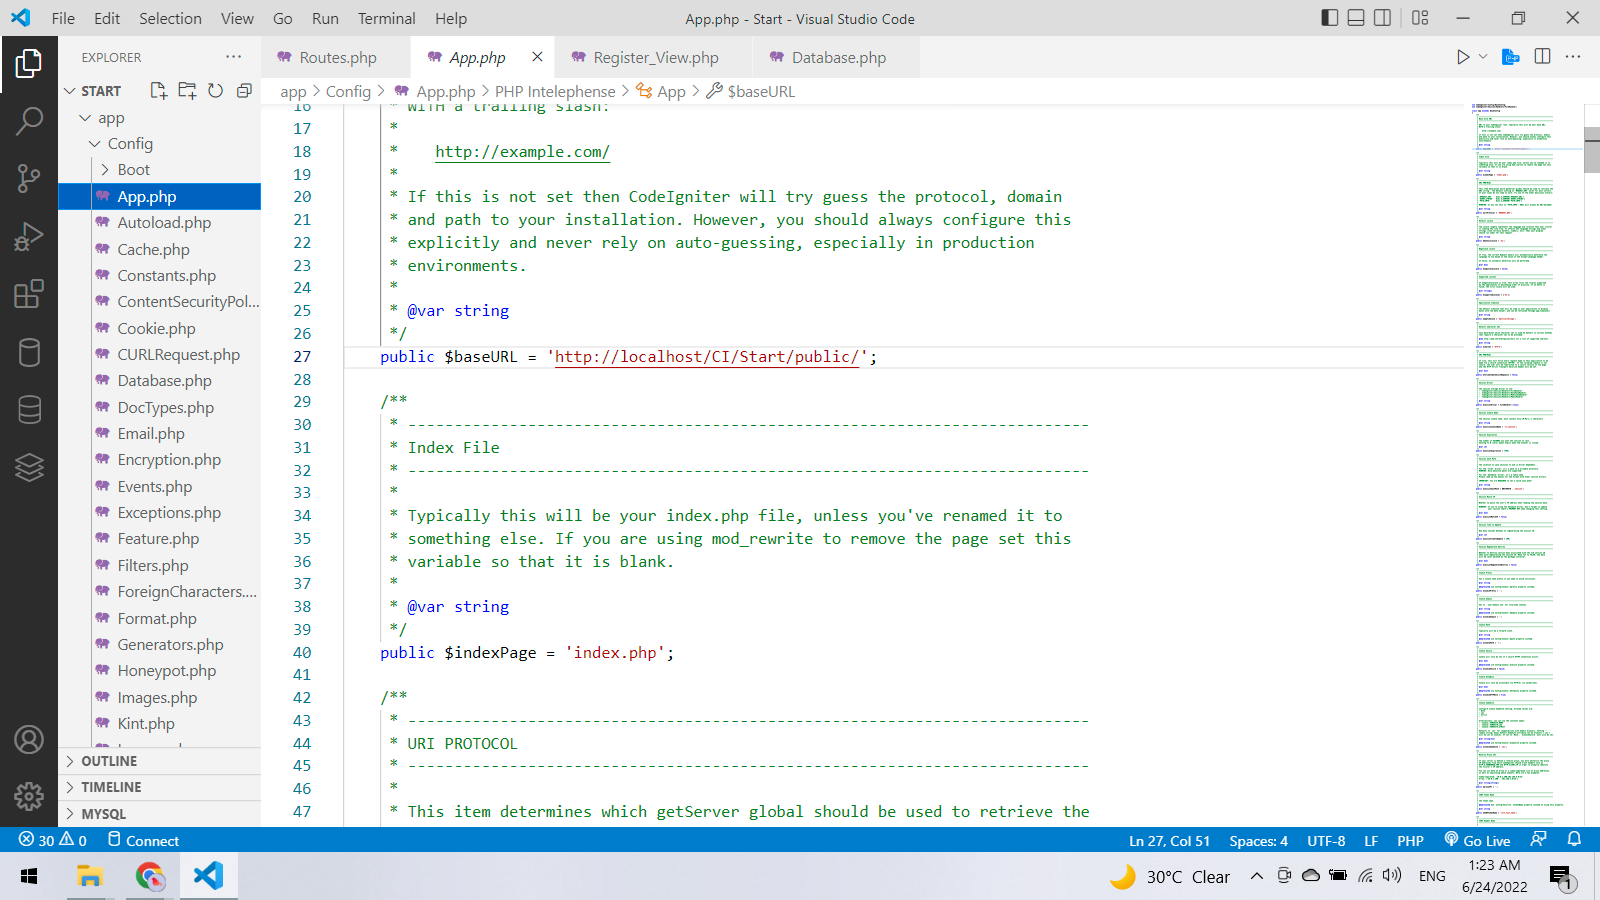 File Edit Selection View Go Run Terminal Help
App.php - Start - Visual Studio Code
EXPLORER
Routes.php
App.php
Register_View.php
Database.php
START
app
Config
Boot
App.php
Autoload.php
Cache.php
Constants.php
ContentSecurityPol...
Cookie.php
CURLRequest.php
Database.php
DocTypes.php
Email.php
Encryption.php
Events.php
Exceptions.php
Feature.php
Filters.php
ForeignCharacters....
Format.php
Generators.php
Honeypot.php
Images.php
Kint.php
OUTLINE
TIMELINE
MYSQL
app > Config > App.php > PHP Intelephense > App > $baseURL
16 * WITH a trailing slash:
17 *
18 * http://example.com/
19 *
20 * If this is not set then CodeIgniter will try guess the protocol, domain
21 * and path to your installation. However, you should always configure this
22 * explicitly and never rely on auto-guessing, especially in production
23 * environments.
24 *
25 * @var string
26 */
27 public $baseURL = 'http://localhost/CI/Start/public/';
28
29 /**
30 * --------------------------------------------------------------------------
31 * Index File
32 * --------------------------------------------------------------------------
33 *
34 * Typically this will be your index.php file, unless you've renamed it to
35 * something else. If you are using mod_rewrite to remove the page set this
36 * variable so that it is blank.
37 *
38 * @var string
39 */
40 public $indexPage = 'index.php';
41
42 /**
43 * --------------------------------------------------------------------------
44 * URI PROTOCOL
45 * --------------------------------------------------------------------------
46 *
47 * This item determines which getServer global should be used to retrieve the
30 0 Connect
Ln 27, Col 51 Spaces: 4 UTF-8 LF PHP Go Live
30°C Clear
ENG
1:23 AM
6/24/2022
1